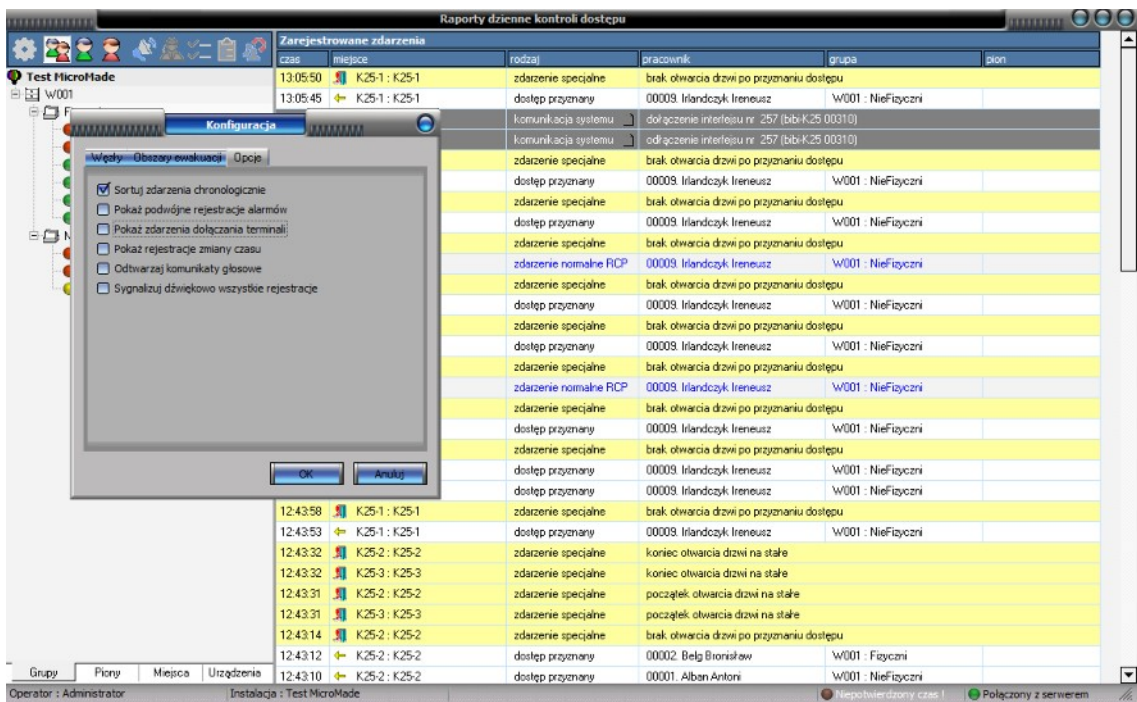 Raporty dzienne kontroli dostępu
Zarejestrowane zdarzenia
czas miejsce rodzaj pracownik grupa pion
Test MicroMade
W001
F
N
Konfiguracja
Węzły Obszary ewakuacji Opcje
Sortuj zdarzenia chronologicznie
Pokaż podwójne rejestracje alarmów
Pokaż zdarzenia dołączania terminali
Pokaż rejestracje zmiany czasu
Odtwarzaj komunikaty głosowe
Sygnalizuj dźwiękowo wszystkie rejestracje
OK Anuluj
13:05:50 K25-1 : K25-1 zdarzenie specjalne brak otwarcia drzwi po przyznaniu dostępu
13:05:45 K25-1 : K25-1 dostęp przyznany 00009. Irlandczyk Ireneusz W001 : NieFizyczni
komunikacja systemu dołączenie interfejsu nr 257 (bibi-K25 00310)
komunikacja systemu odłączenie interfejsu nr 257 (bibi-K25 00310)
zdarzenie specjalne brak otwarcia drzwi po przyznaniu dostępu
dostęp przyznany 00009. Irlandczyk Ireneusz W001 : NieFizyczni
zdarzenie specjalne brak otwarcia drzwi po przyznaniu dostępu
dostęp przyznany 00009. Irlandczyk Ireneusz W001 : NieFizyczni
zdarzenie specjalne brak otwarcia drzwi po przyznaniu dostępu
zdarzenie normalne RCP 00009. Irlandczyk Ireneusz W001 : NieFizyczni
zdarzenie specjalne brak otwarcia drzwi po przyznaniu dostępu
dostęp przyznany 00009. Irlandczyk Ireneusz W001 : NieFizyczni
zdarzenie specjalne brak otwarcia drzwi po przyznaniu dostępu
dostęp przyznany 00009. Irlandczyk Ireneusz W001 : NieFizyczni
zdarzenie specjalne brak otwarcia drzwi po przyznaniu dostępu
zdarzenie normalne RCP 00009. Irlandczyk Ireneusz W001 : NieFizyczni
zdarzenie specjalne brak otwarcia drzwi po przyznaniu dostępu
dostęp przyznany 00009. Irlandczyk Ireneusz W001 : NieFizyczni
zdarzenie specjalne brak otwarcia drzwi po przyznaniu dostępu
dostęp przyznany 00009. Irlandczyk Ireneusz W001 : NieFizyczni
dostęp przyznany 00009. Irlandczyk Ireneusz W001 : NieFizyczni
12:43:58 K25-1 : K25-1 zdarzenie specjalne brak otwarcia drzwi po przyznaniu dostępu
12:43:53 K25-1 : K25-1 dostęp przyznany 00009. Irlandczyk Ireneusz W001 : NieFizyczni
12:43:32 K25-2 : K25-2 zdarzenie specjalne koniec otwarcia drzwi na stałe
12:43:32 K25-3 : K25-3 zdarzenie specjalne koniec otwarcia drzwi na stałe
12:43:31 K25-2 : K25-2 zdarzenie specjalne początek otwarcia drzwi na stałe
12:43:31 K25-3 : K25-3 zdarzenie specjalne początek otwarcia drzwi na stałe
12:43:14 K25-2 : K25-2 zdarzenie specjalne brak otwarcia drzwi po przyznaniu dostępu
12:43:12 K25-2 : K25-2 dostęp przyznany 00002. Belg Bronisław W001 : Fizyczni
12:43:10 K25-2 : K25-2 dostęp przyznany 00001. Alban Antoni W001 : NieFizyczni
Grupy Piony Miejsca Urządzenia
Operator : Administrator Instalacja : Test MicroMade Niepotwierdzony czas ! Połączony z serwerem